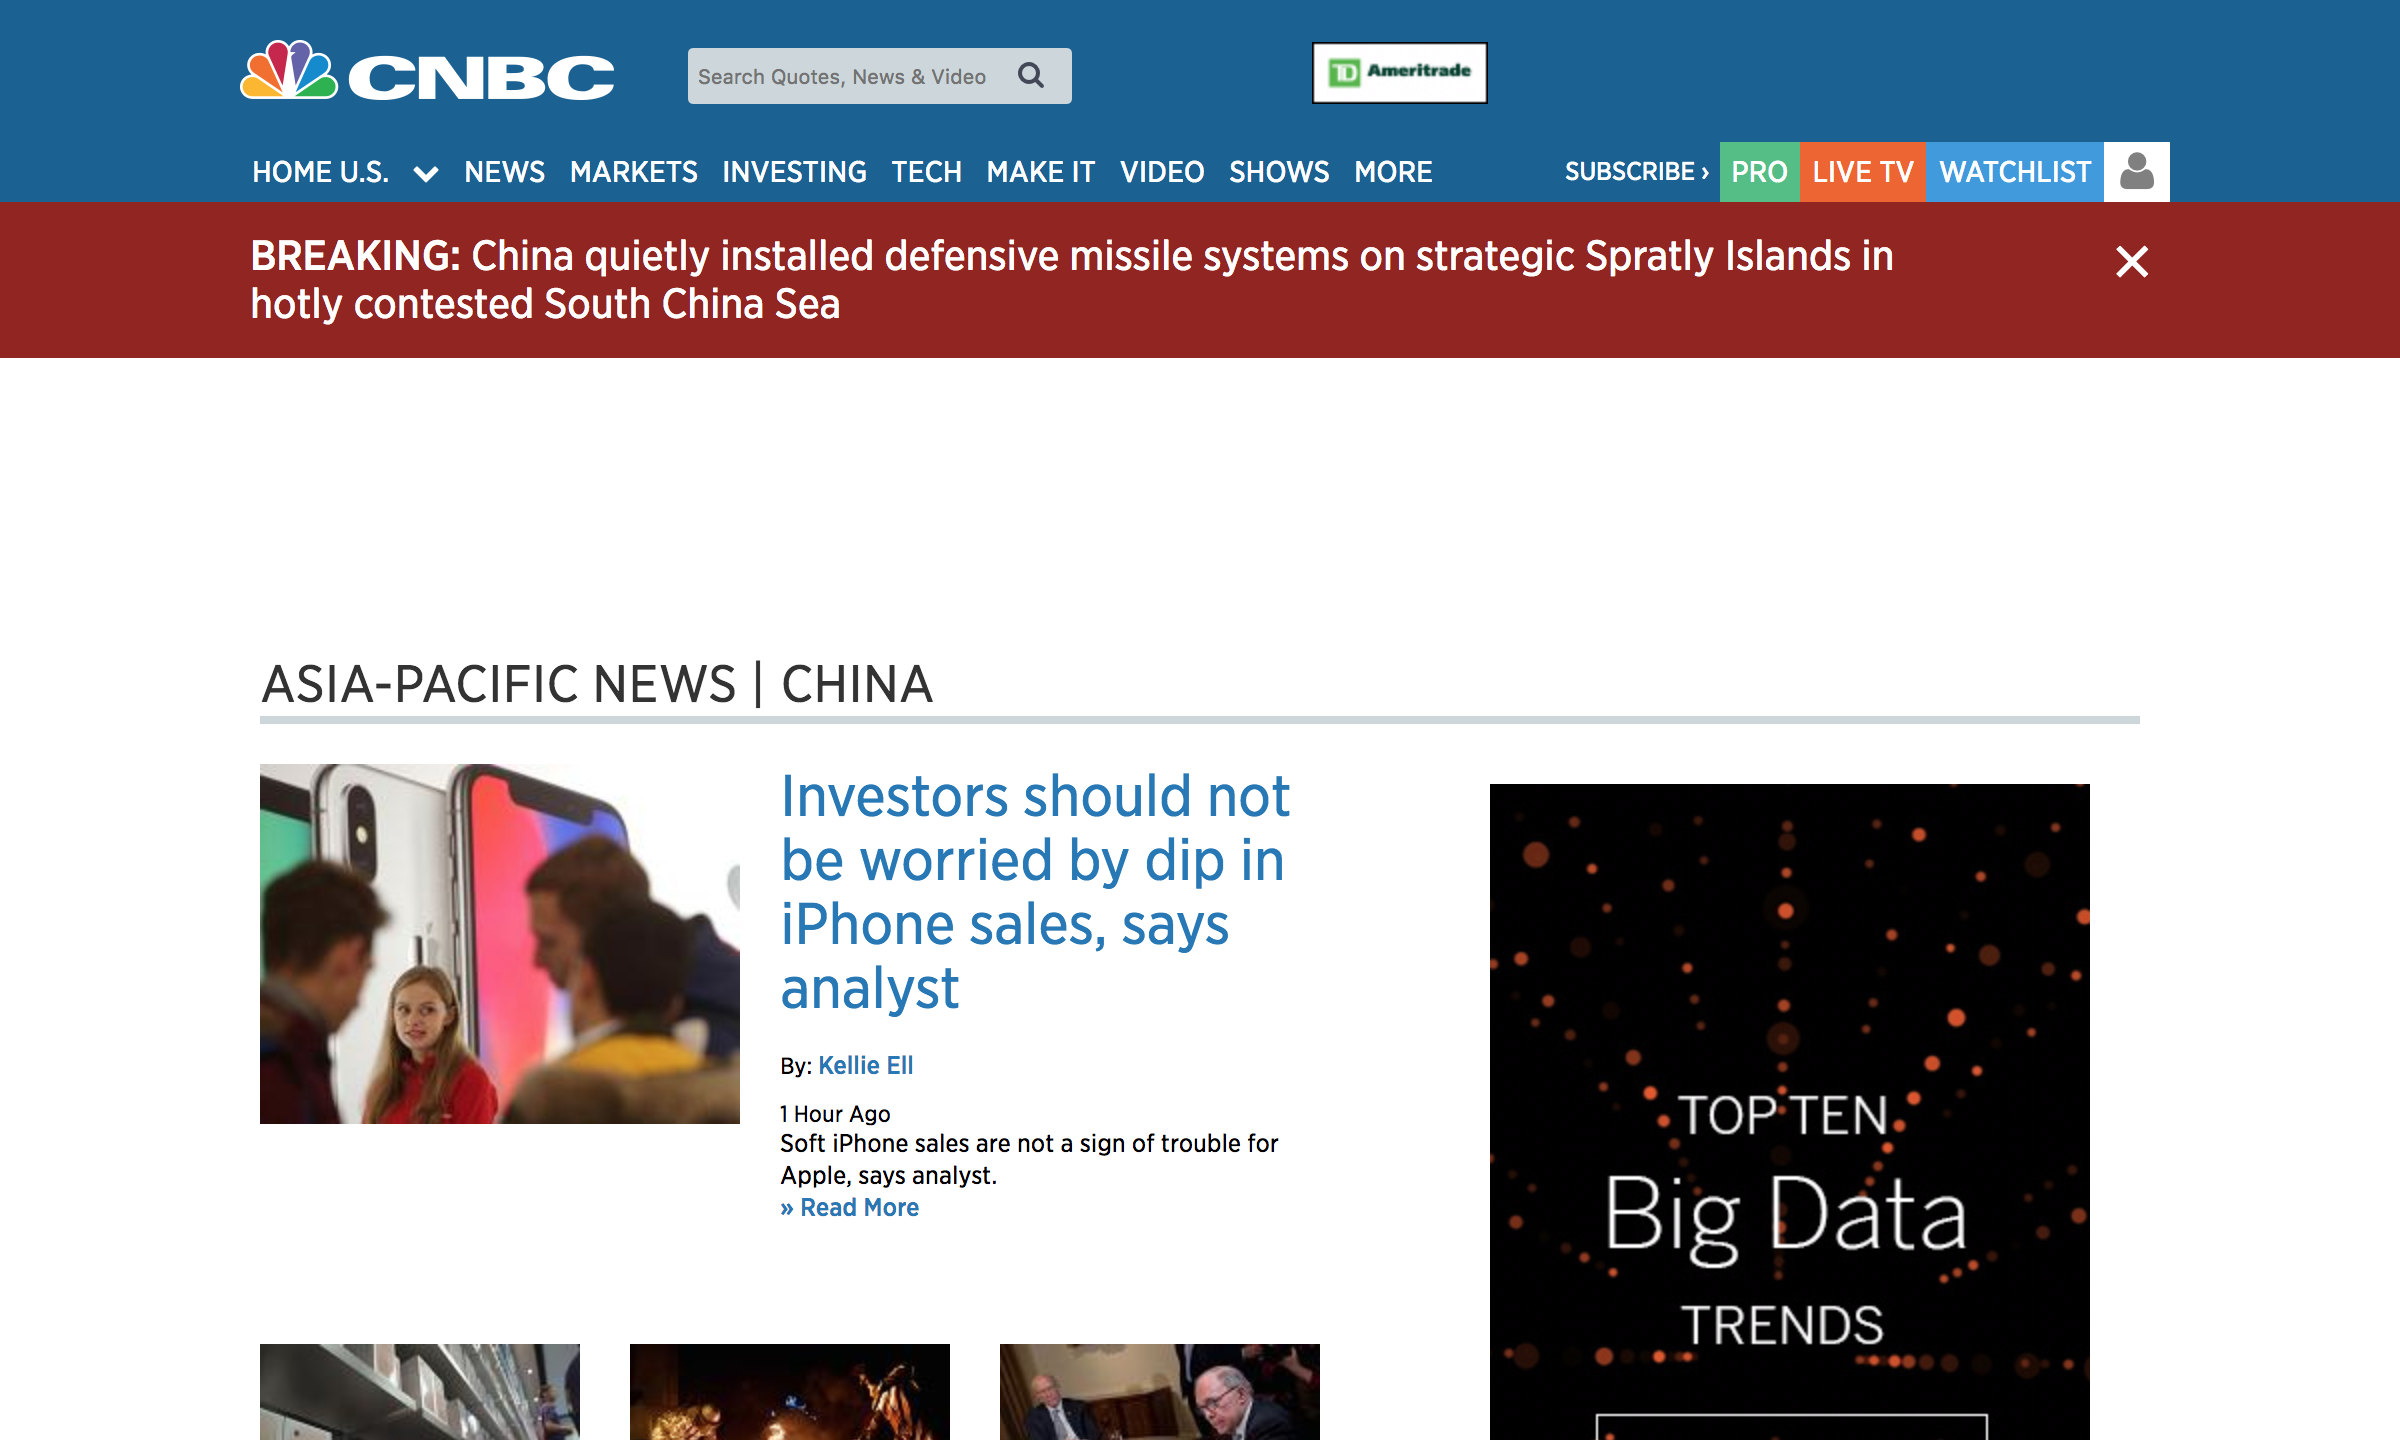 CNBC
Search Quotes, News & Video
TD Ameritrade
HOME U.S. NEWS MARKETS INVESTING TECH MAKE IT VIDEO SHOWS MORE SUBSCRIBE › PRO LIVE TV WATCHLIST
BREAKING: China quietly installed defensive missile systems on strategic Spratly Islands in
hotly contested South China Sea
ASIA-PACIFIC NEWS | CHINA
Investors should not
be worried by dip in
iPhone sales, says
analyst
By: Kellie Ell
1 Hour Ago
Soft iPhone sales are not a sign of trouble for
Apple, says analyst.
» Read More
TOP TEN
Big Data
TRENDS